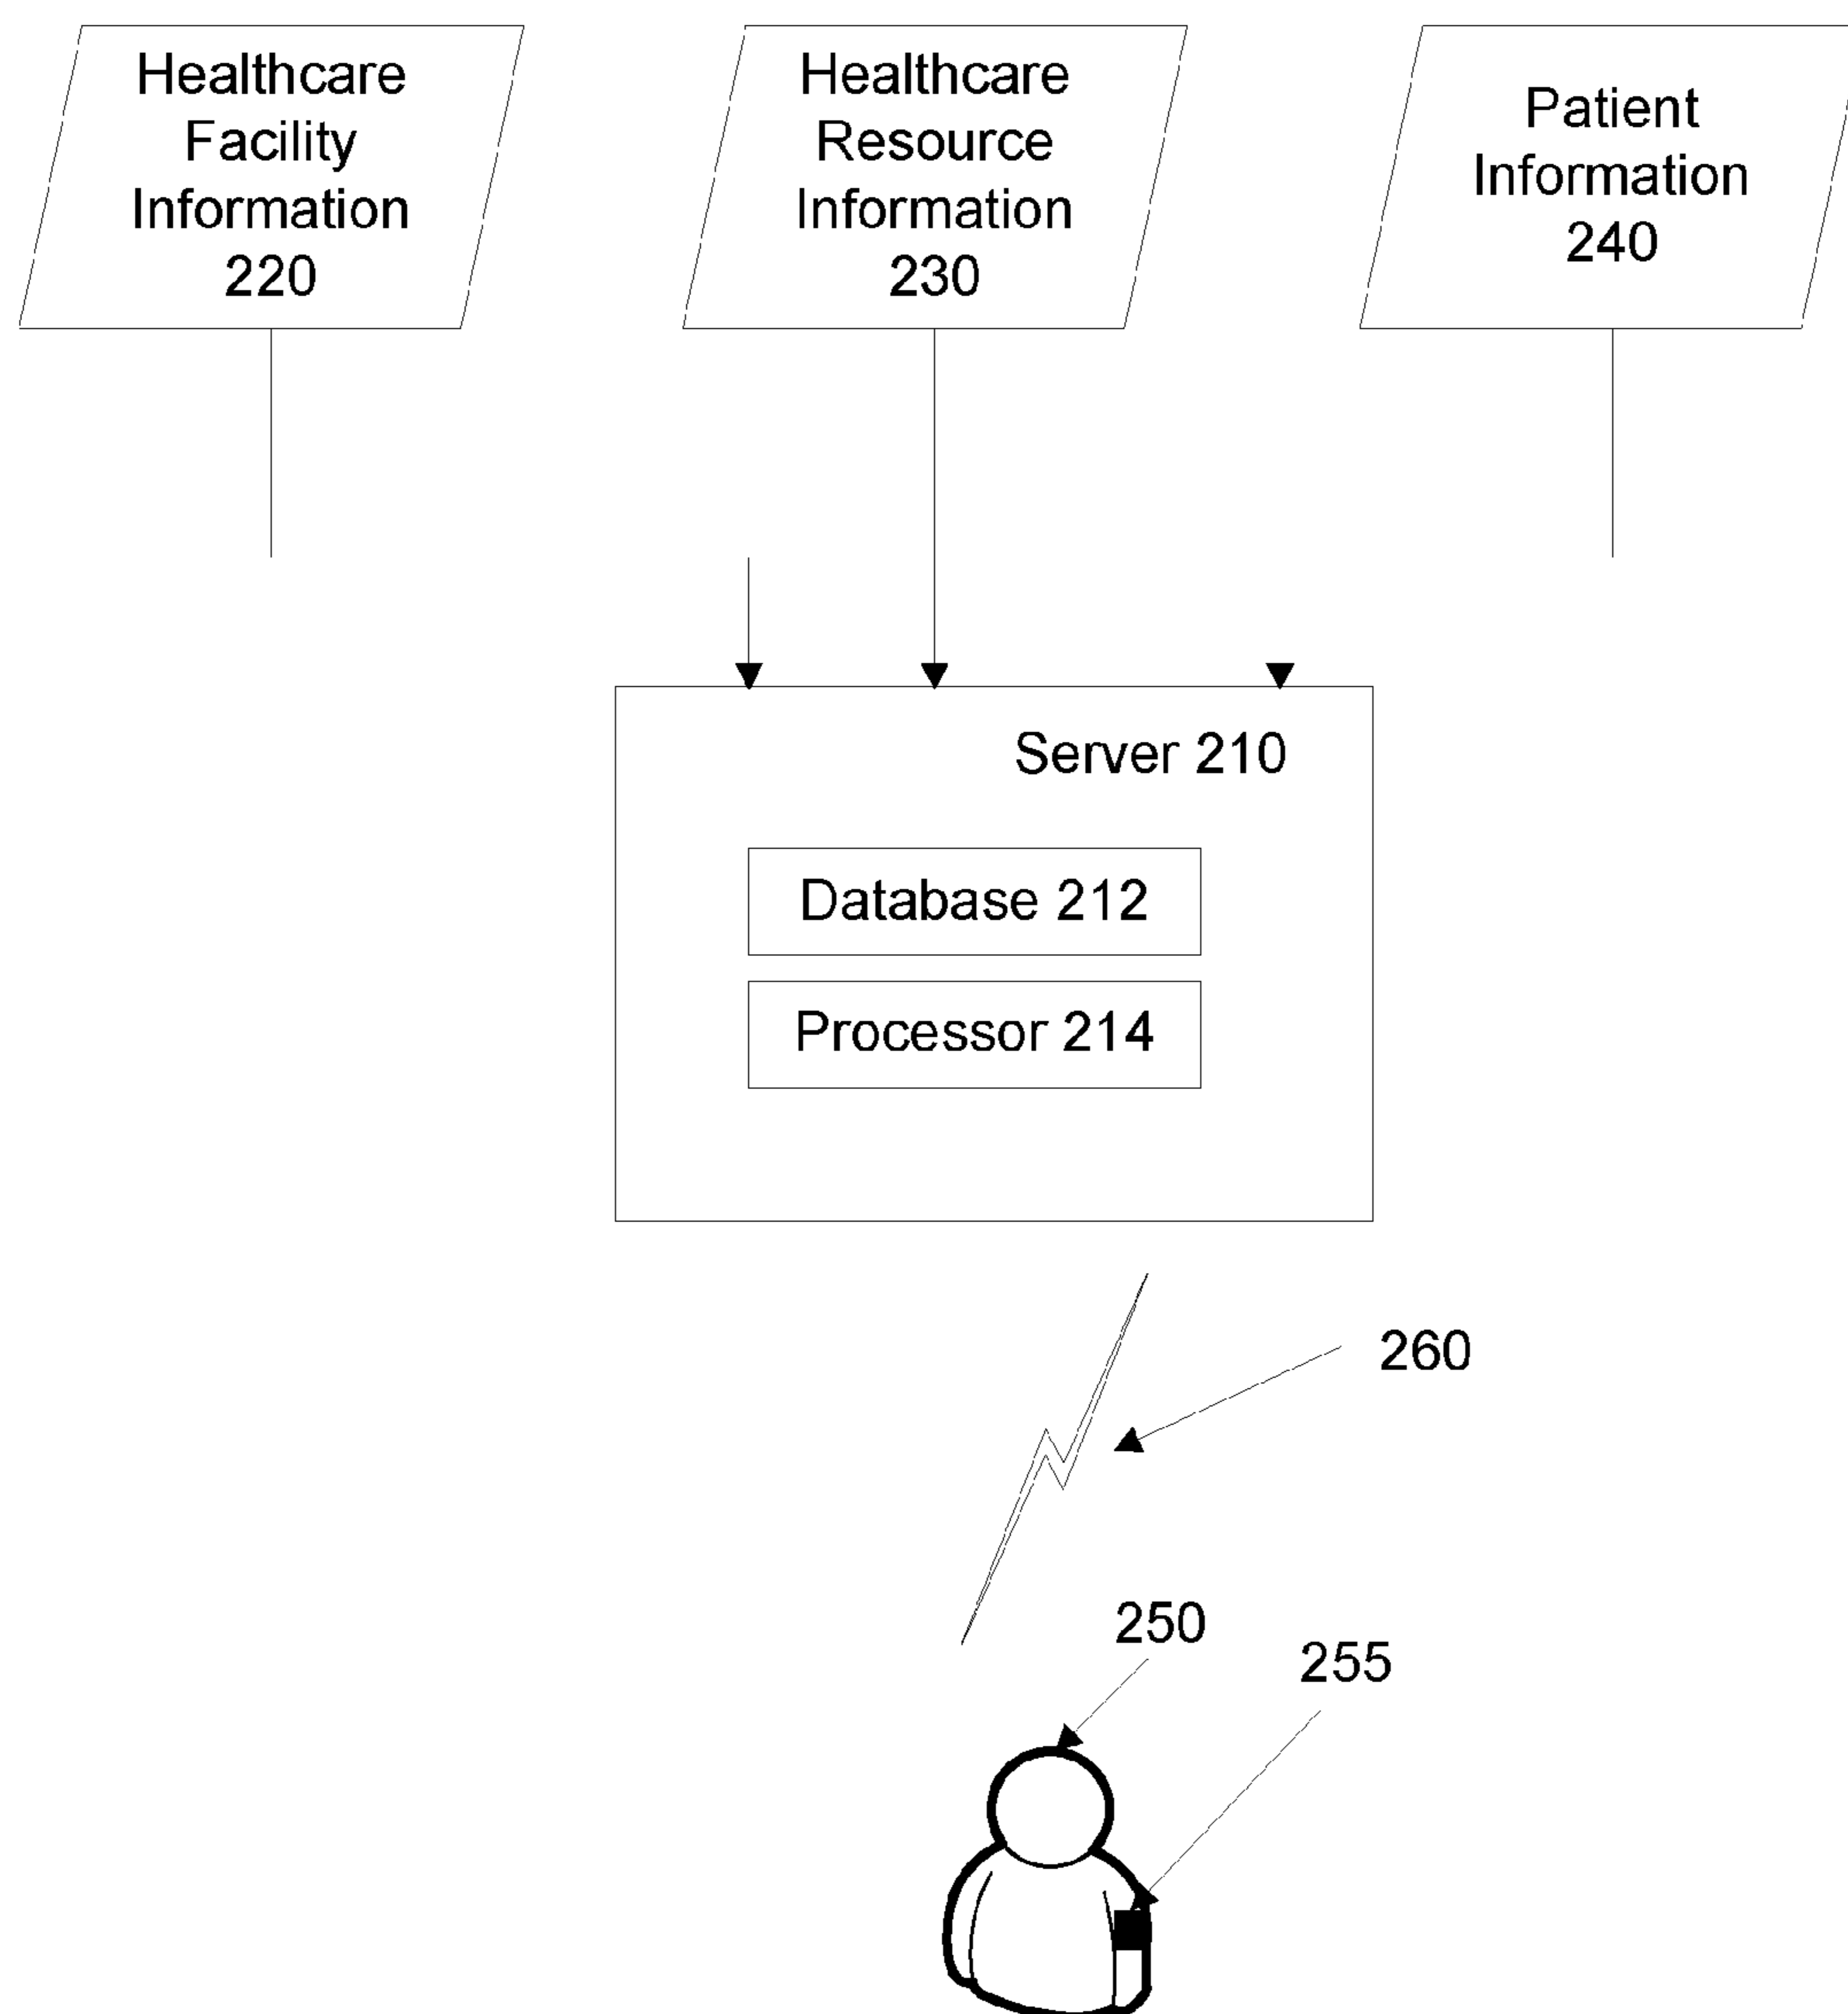 Healthcare
Facility
Information
220
Healthcare
Resource
Information
230
Patient
Information
240
Server 210
Database 212
Processor 214
260
250
255